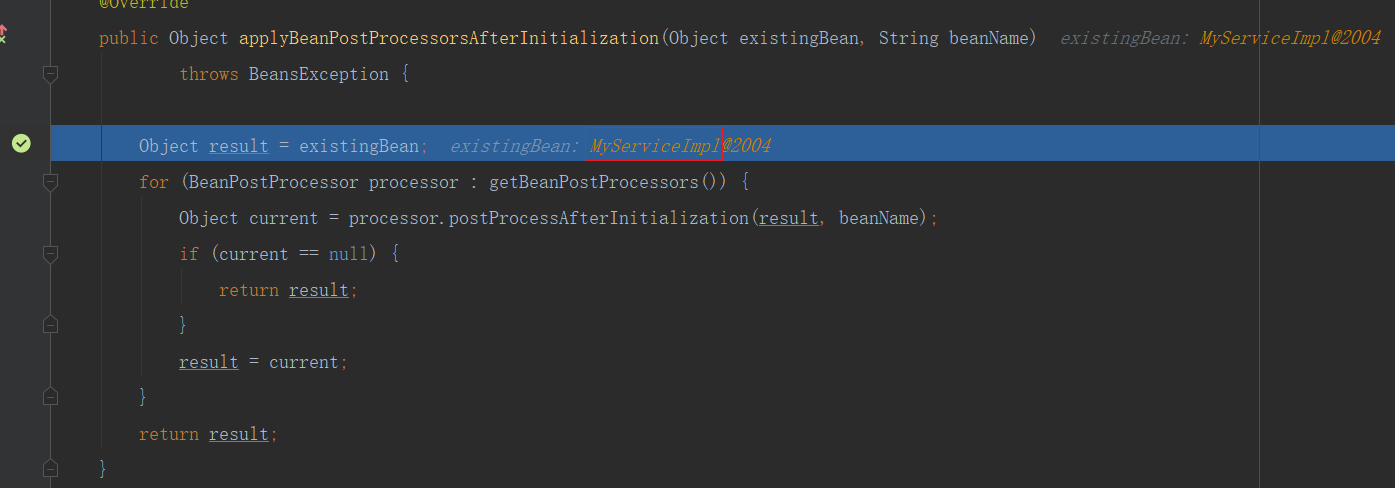 @Override
public Object applyBeanPostProcessorsAfterInitialization(Object existingBean, String beanName) existingBean: MyServiceImpl@2004
throws BeansException {
Object result = existingBean; existingBean: MyServiceImpl@2004
for (BeanPostProcessor processor : getBeanPostProcessors()) {
Object current = processor.postProcessAfterInitialization(result, beanName);
if (current == null) {
return result;
}
result = current;
}
return result;
}